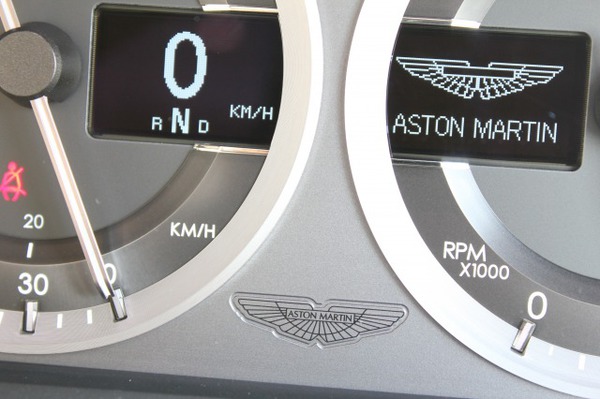 0
KM/H
R N D
ASTON MARTIN
20
KM/H
30
0
RPM
X1000
0
ASTON MARTIN